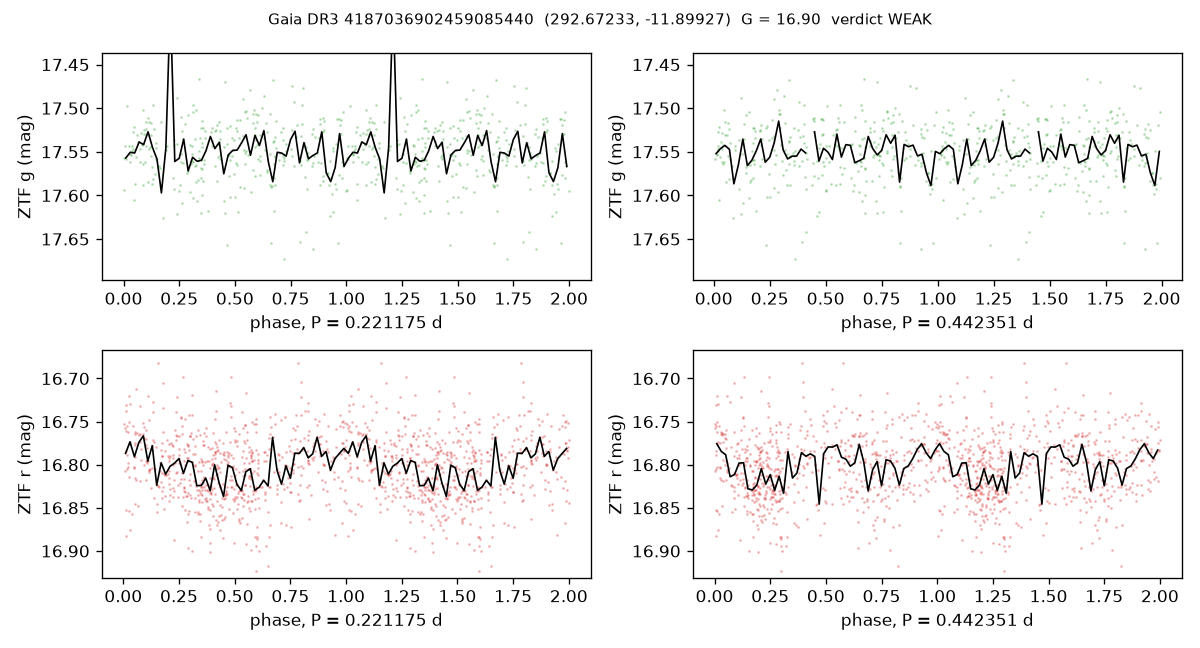 Gaia DR3 4187036902459085440  (292.67233, -11.89927)  G = 16.90  verdict WEAK
ZTF g (mag)
17.45
17.50
17.55
17.60
17.65
0.00 0.25 0.50 0.75 1.00 1.25 1.50 1.75 2.00
phase, P = 0.221175 d
ZTF g (mag)
17.45
17.50
17.55
17.60
17.65
0.00 0.25 0.50 0.75 1.00 1.25 1.50 1.75 2.00
phase, P = 0.442351 d
ZTF r (mag)
16.70
16.75
16.80
16.85
16.90
0.00 0.25 0.50 0.75 1.00 1.25 1.50 1.75 2.00
phase, P = 0.221175 d
ZTF r (mag)
16.70
16.75
16.80
16.85
16.90
0.00 0.25 0.50 0.75 1.00 1.25 1.50 1.75 2.00
phase, P = 0.442351 d